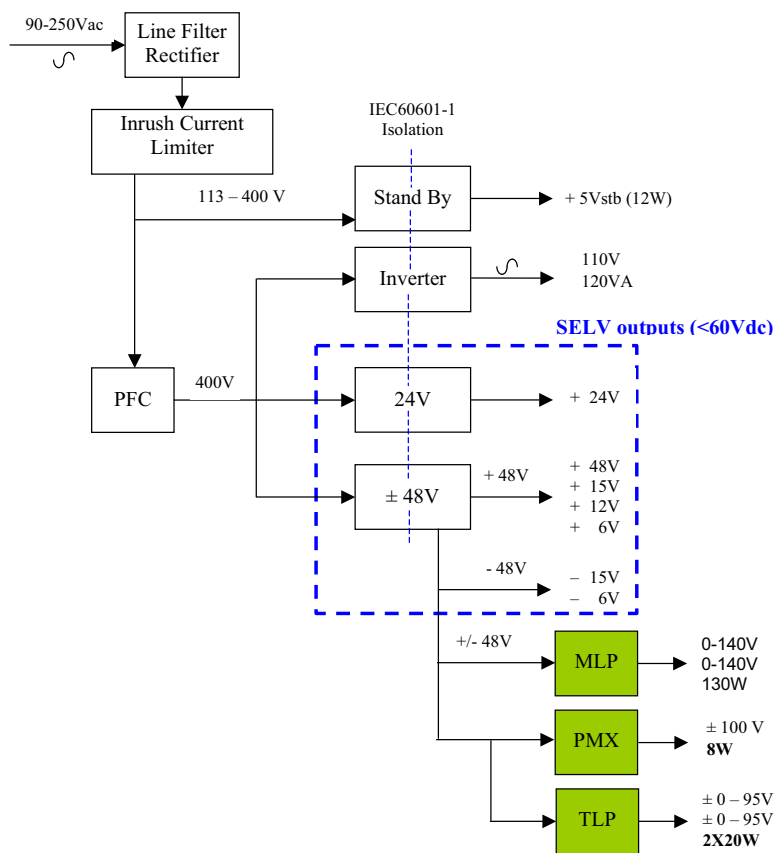 90-250Vac
Line Filter
Rectifier
IEC60601-1
Isolation
Inrush Current
Limiter
113 – 400 V
Stand By
+ 5Vstb (12W)
Inverter
110V
120VA
SELV outputs (<60Vdc)
PFC
400V
24V
+ 24V
± 48V
+ 48V
+ 48V
+ 15V
+ 12V
+ 6V
- 48V
– 15V
– 6V
+/- 48V
MLP
0-140V
0-140V
130W
PMX
± 100 V
8W
TLP
± 0 – 95V
± 0 – 95V
2X20W